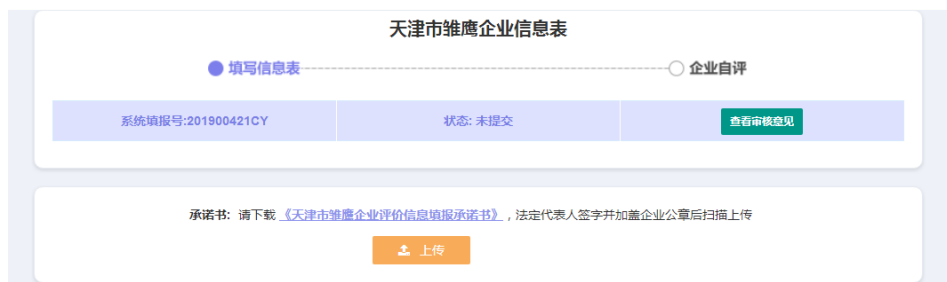 天津市雏鹰企业信息表
填写信息表
企业自评
系统填报号:201900421CY
状态: 未提交
查看审核意见
承诺书: 请下载 《天津市雏鹰企业评价信息填报承诺书》 , 法定代表人签字并加盖企业公章后扫描上传
上传